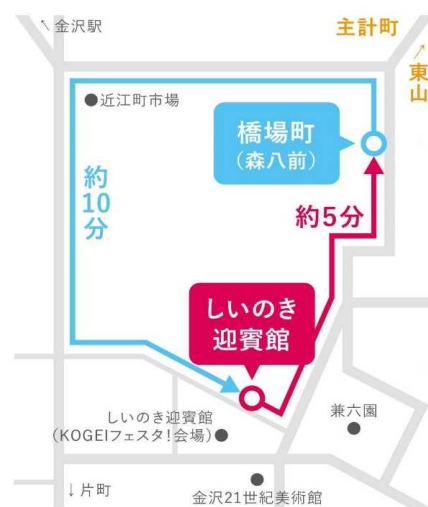 ↖金沢駅
主計町
↗
東山
●近江町市場
橋場町
（森八前）
約10分
約5分
しいのき
迎賓館
しいのき迎賓館
（KOGEIフェスタ！会場）●
兼六園
↓片町
金沢21世紀美術館